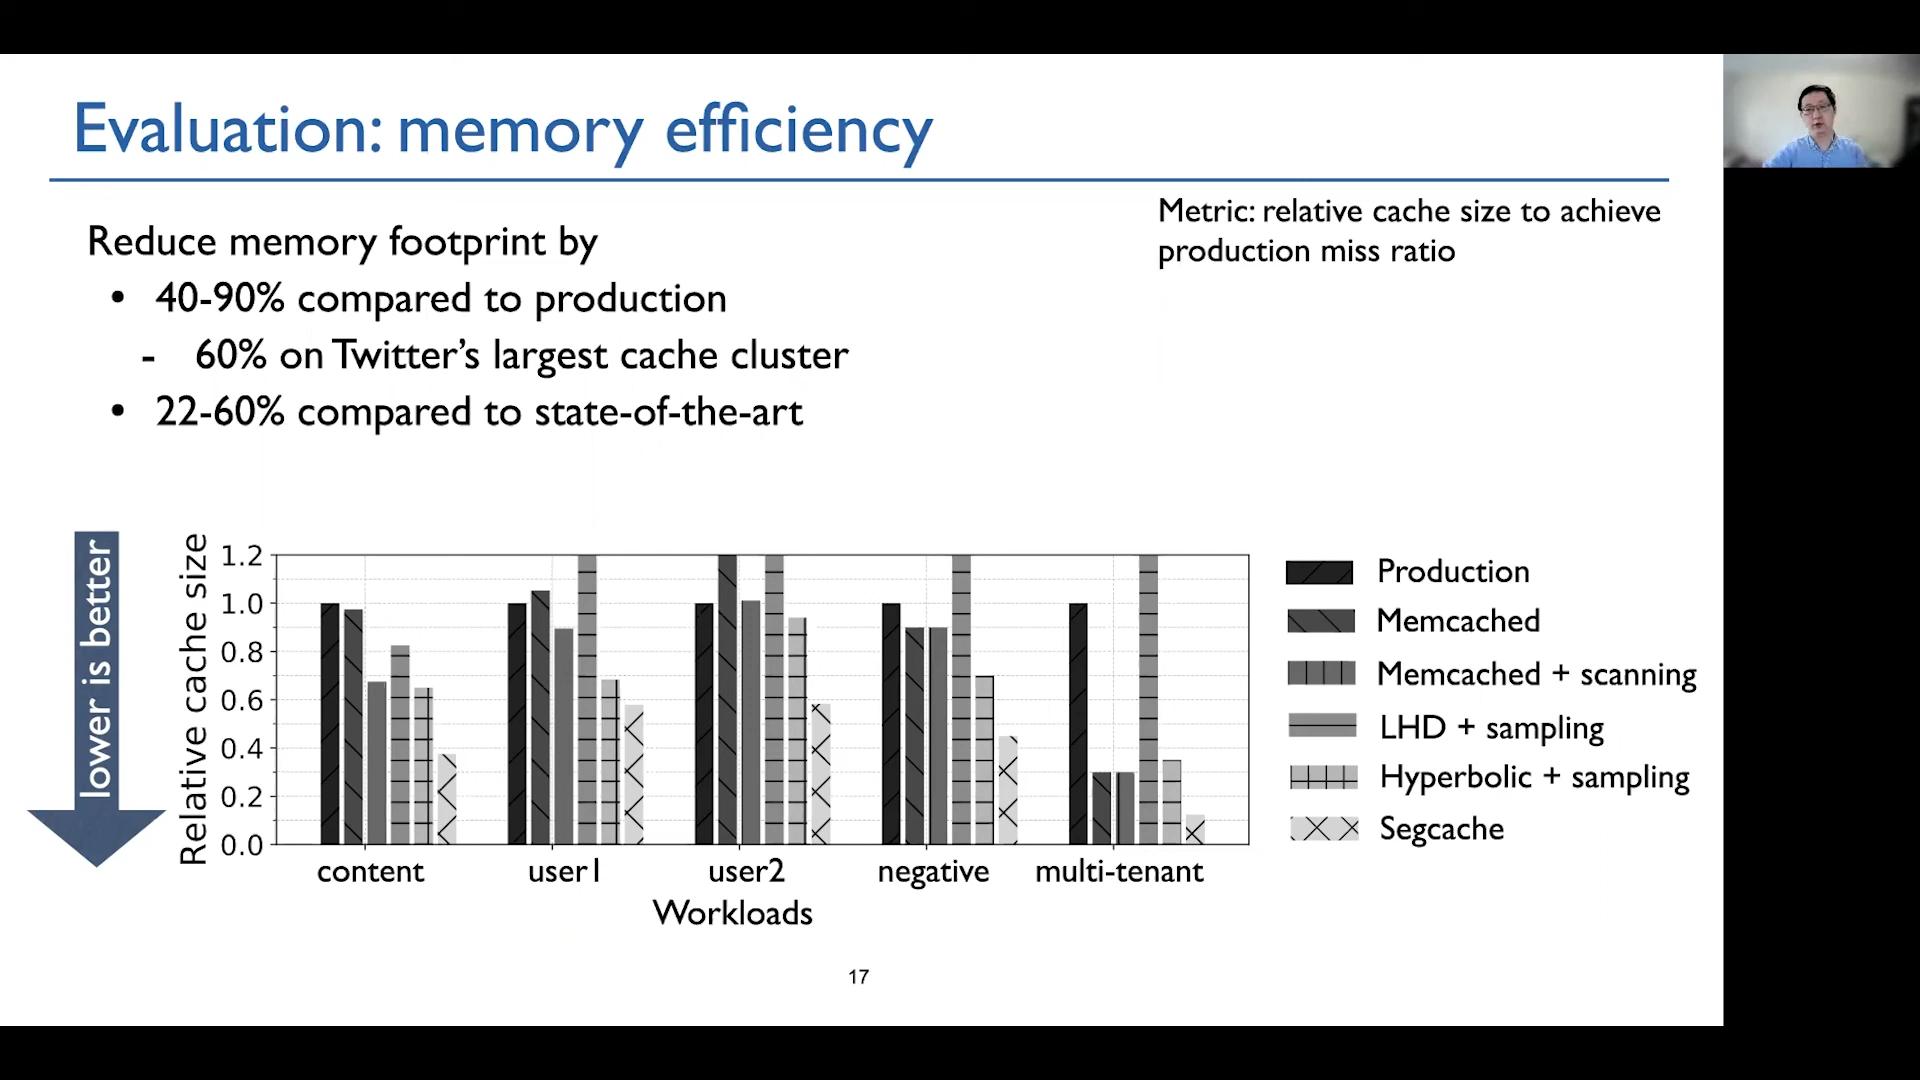 Evaluation: memory efficiency
Metric: relative cache size to achieve
production miss ratio
Reduce memory footprint by
• 40-90% compared to production
- 60% on Twitter's largest cache cluster
• 22-60% compared to state-of-the-art
lower is better
Relative cache size
1.2
1.0
0.8
0.6
0.4
0.2
0.0
content user1 user2 negative multi-tenant
Workloads
Production
Memcached
Memcached + scanning
LHD + sampling
Hyperbolic + sampling
Segcache
17